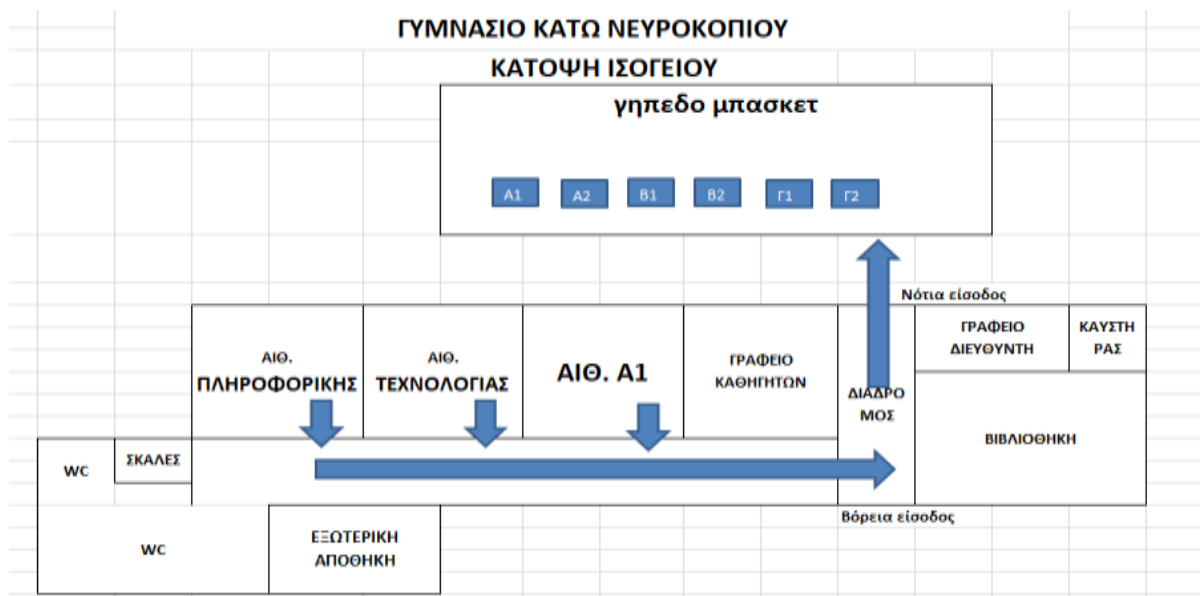 ΓΥΜΝΑΣΙΟ ΚΑΤΩ ΝΕΥΡΟΚΟΠΙΟΥ
ΚΑΤΟΨΗ ΙΣΟΓΕΙΟΥ
γηπεδο μπασκετ
Α1 Α2 Β1 Β2 Γ1 Γ2
Νότια είσοδος
ΑΙΘ.
ΠΛΗΡΟΦΟΡΙΚΗΣ
ΑΙΘ.
ΤΕΧΝΟΛΟΓΙΑΣ
ΑΙΘ. Α1
ΓΡΑΦΕΙΟ
ΚΑΘΗΓΗΤΩΝ
ΔΙΑΔΡΟ
ΜΟΣ
ΓΡΑΦΕΙΟ
ΔΙΕΥΘΥΝΤΗ
ΚΑΥΣΤΗ
ΡΑΣ
ΒΙΒΛΙΟΘΗΚΗ
WC
ΣΚΑΛΕΣ
Βόρεια είσοδος
WC
ΕΞΩΤΕΡΙΚΗ
ΑΠΟΘΗΚΗ